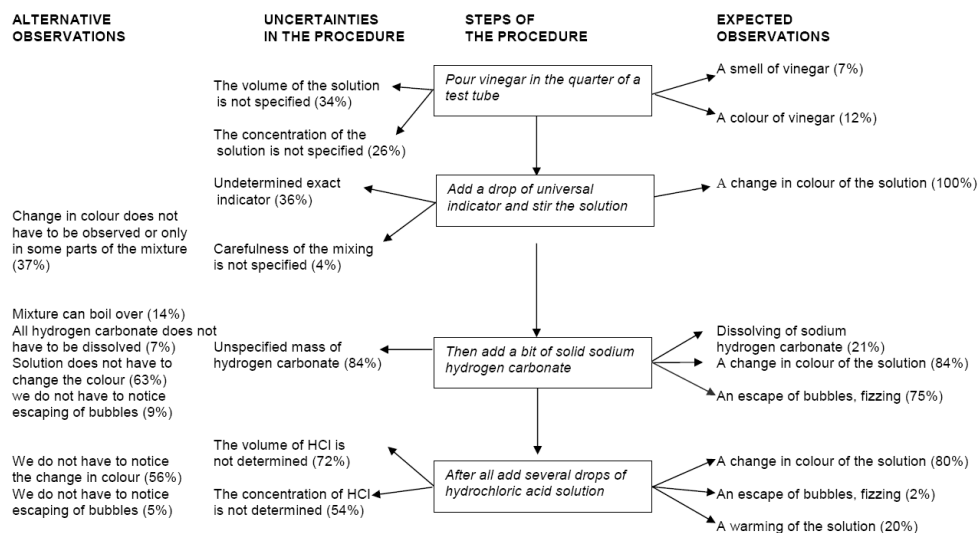 ALTERNATIVE
OBSERVATIONS
UNCERTAINTIES
IN THE PROCEDURE
STEPS OF
THE PROCEDURE
EXPECTED
OBSERVATIONS
The volume of the solution
is not specified (34%)
The concentration of the
solution is not specified (26%)
Pour vinegar in the quarter of a
test tube
A smell of vinegar (7%)
A colour of vinegar (12%)
Change in colour does not
have to be observed or only
in some parts of the mixture
(37%)
Undetermined exact
indicator (36%)
Carefulness of the mixing
is not specified (4%)
Add a drop of universal
indicator and stir the solution
A change in colour of the solution (100%)
Mixture can boil over (14%)
All hydrogen carbonate does not
have to be dissolved (7%)
Solution does not have to
change the colour (63%)
we do not have to notice
escaping of bubbles (9%)
Unspecified mass of
hydrogen carbonate (84%)
Then add a bit of solid sodium
hydrogen carbonate
Dissolving of sodium
hydrogen carbonate (21%)
A change in colour of the solution (84%)
An escape of bubbles, fizzing (75%)
We do not have to notice
the change in colour (56%)
We do not have to notice
escaping of bubbles (5%)
The volume of HCl is
not determined (72%)
The concentration of HCl
is not determined (54%)
After all add several drops of
hydrochloric acid solution
A change in colour of the solution (80%)
An escape of bubbles, fizzing (2%)
A warming of the solution (20%)